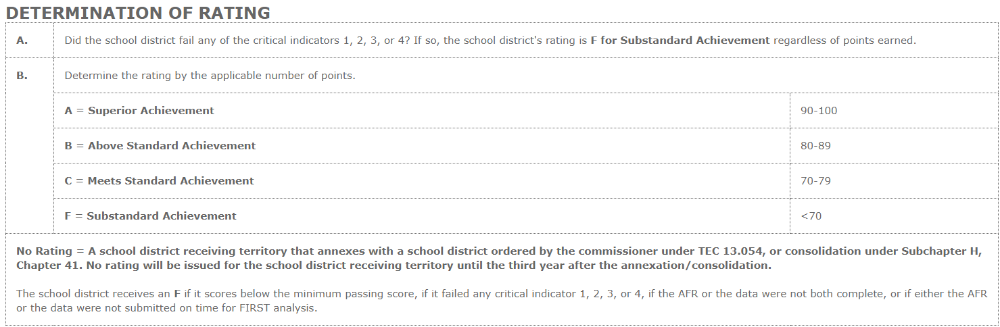 DETERMINATION OF RATING
A. Did the school district fail any of the critical indicators 1, 2, 3, or 4? If so, the school district's rating is F for Substandard Achievement regardless of points earned.
B. Determine the rating by the applicable number of points.
A = Superior Achievement 90-100
B = Above Standard Achievement 80-89
C = Meets Standard Achievement 70-79
F = Substandard Achievement <70
No Rating = A school district receiving territory that annexes with a school district ordered by the commissioner under TEC 13.054, or consolidation under Subchapter H,
Chapter 41. No rating will be issued for the school district receiving territory until the third year after the annexation/consolidation.
The school district receives an F if it scores below the minimum passing score, if it failed any critical indicator 1, 2, 3, or 4, if the AFR or the data were not both complete, or if either the AFR
or the data were not submitted on time for FIRST analysis.